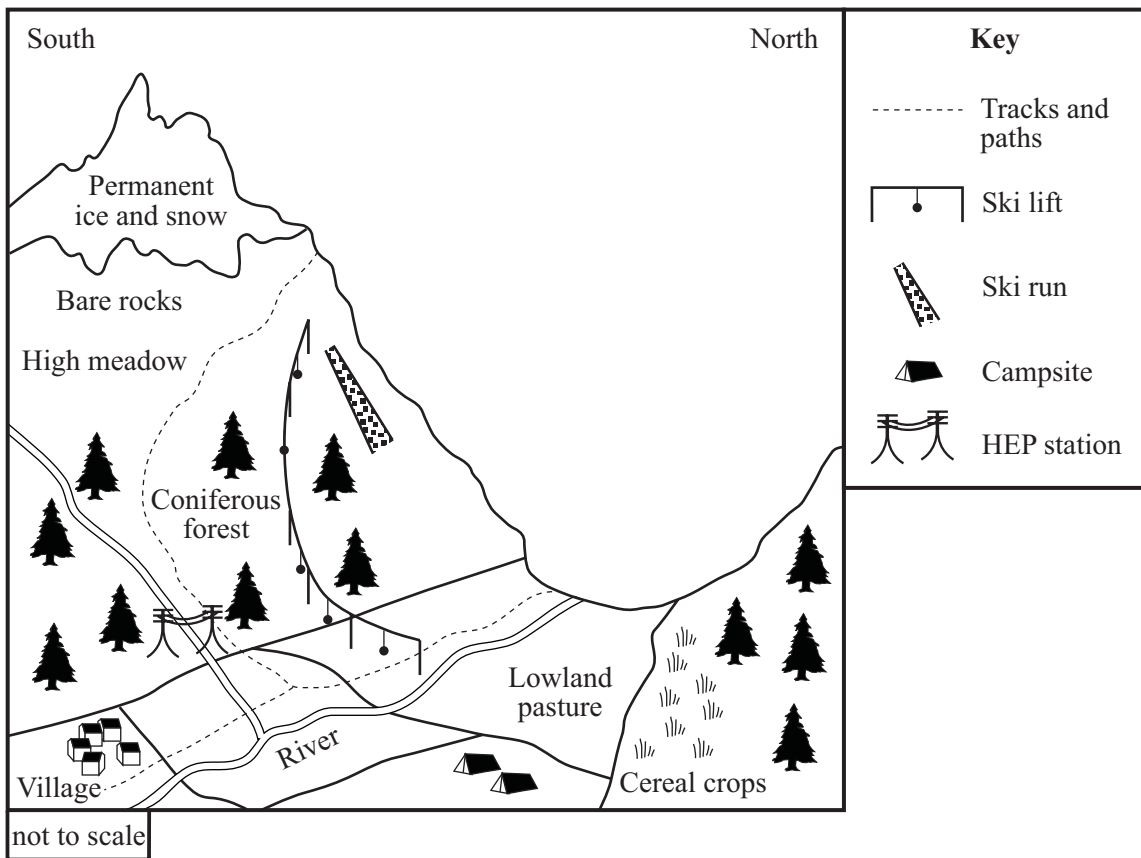 South
North
Permanent
ice and snow
Bare rocks
High meadow
Coniferous
forest
Lowland
pasture
River
Village
Cereal crops
not to scale
Key
Tracks and
paths
Ski lift
Ski run
Campsite
HEP station